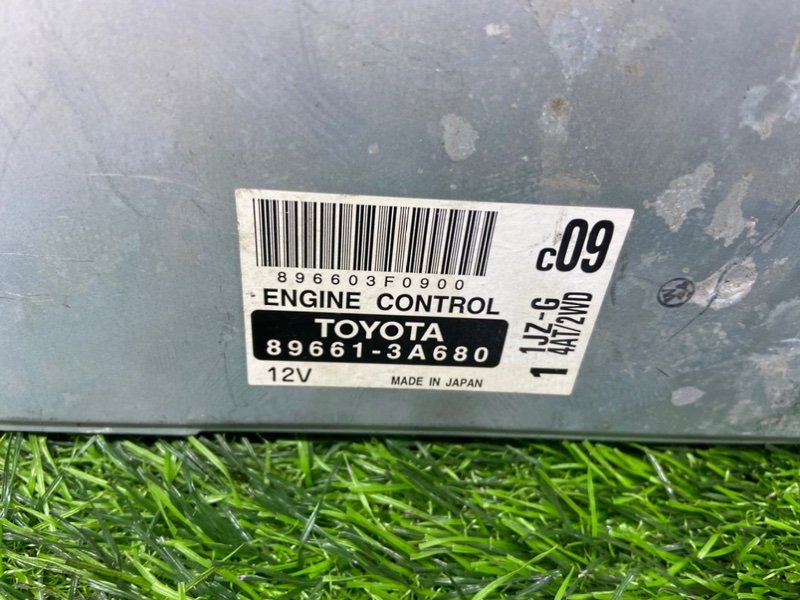 896603F0900
ENGINE CONTROL
TOYOTA
89661-3A680
12V MADE IN JAPAN
C09
1JZ-G
4AT/2WD
1